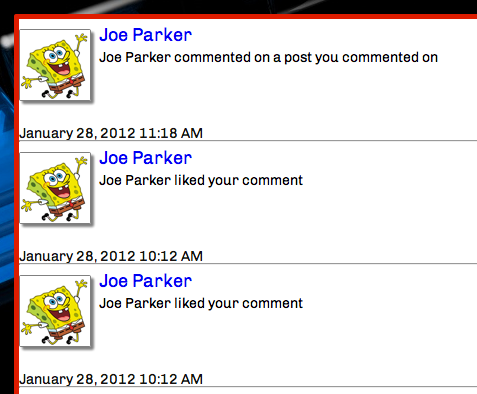 Joe Parker
Joe Parker commented on a post you commented on
January 28, 2012 11:18 AM
Joe Parker
Joe Parker liked your comment
January 28, 2012 10:12 AM
Joe Parker
Joe Parker liked your comment
January 28, 2012 10:12 AM